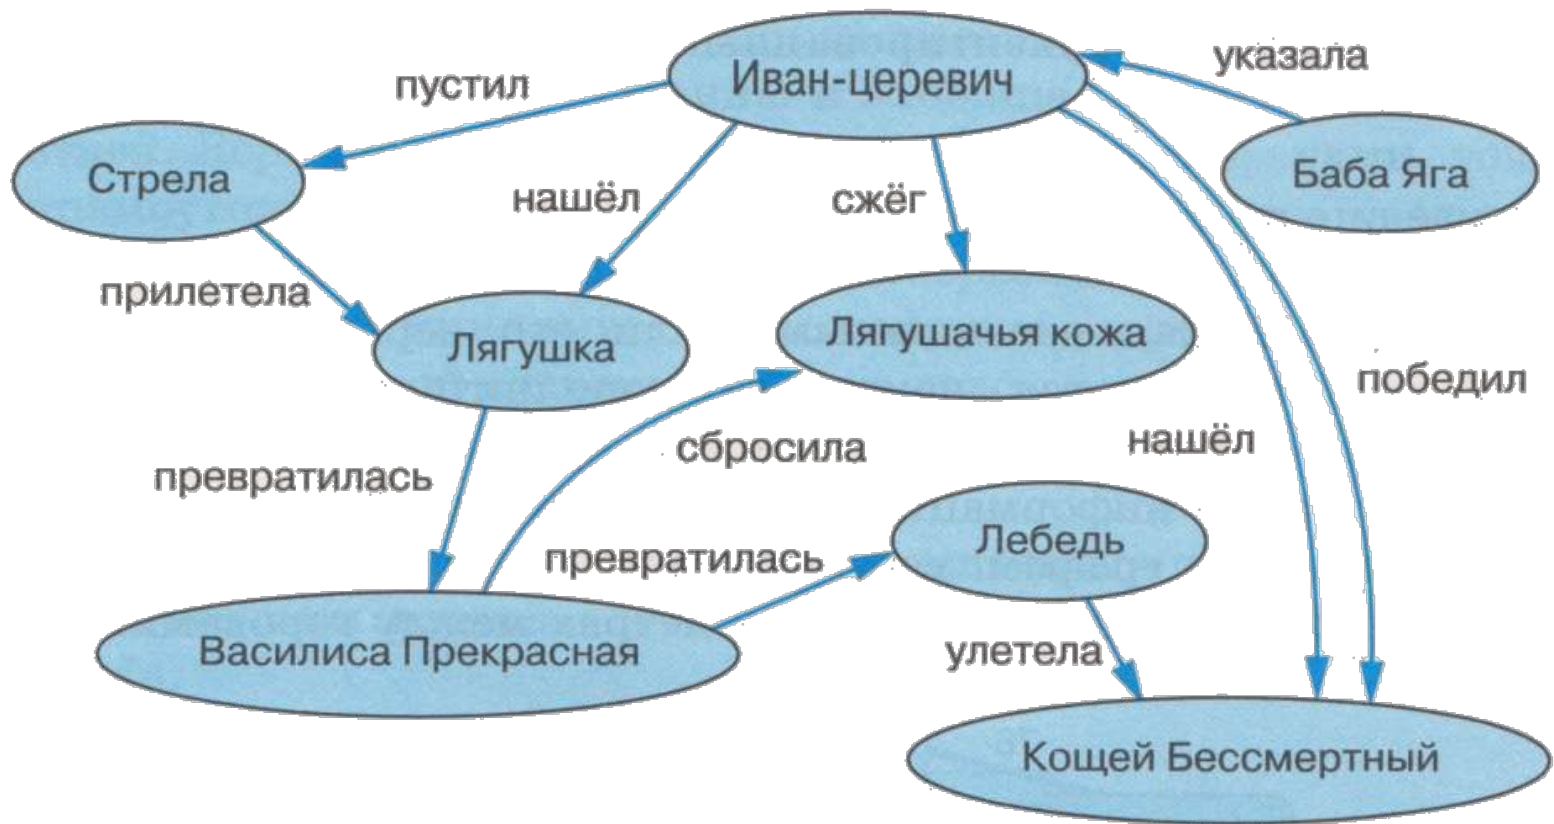 указала
Иван-церевич
пустил
Баба Яга
Стрела
нашёл
сжёг
прилетела
Лягушачья кожа
Лягушка
победил
нашёл
сбросила
превратилась
Лебедь
превратилась
улетела
Василиса Прекрасная
Кощей Бессмертный